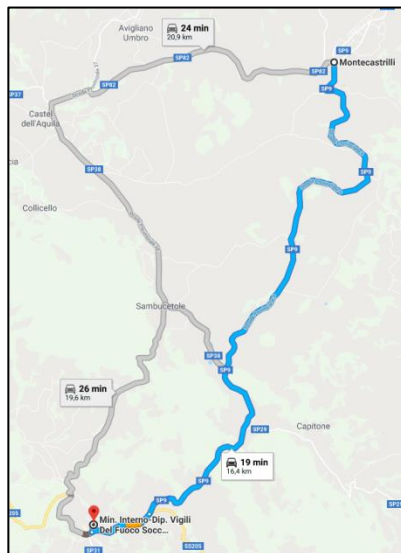 24 min
20,9 km
Avigliano
Umbro
SP9
Montecastrilli
SP82
SP82
SP9
SP82
SP37
SP82
Castel
dell'Aquila
SP38
SP9
Collicello
SP9
Sambucetole
SP38
SP9
26 min
19,6 km
SP29
Capitone
19 min
16,4 km
SP9
SP9
Min. Interno-Dip. Vigili
Del Fuoco Socc...
SS205
SP31